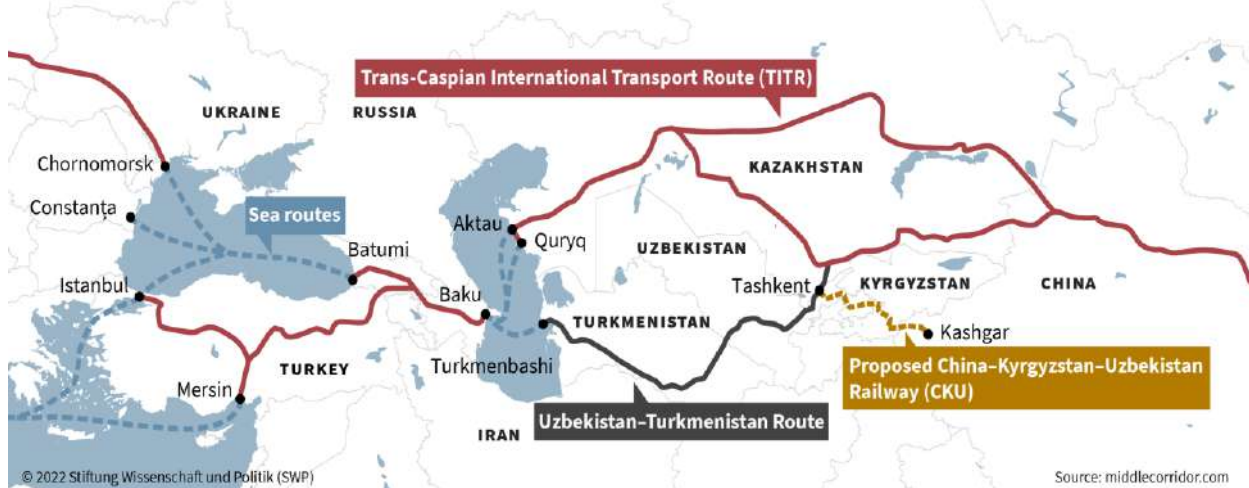 Trans-Caspian International Transport Route (TITR)
UKRAINE
RUSSIA
Chornomorsk
KAZAKHSTAN
Constanța
Sea routes
Aktau
Quryq
UZBEKISTAN
Batumi
Istanbul
Baku
Tashkent
KYRGYZSTAN
CHINA
TURKMENISTAN
Kashgar
Turkmenbashi
TURKEY
Mersin
Proposed China–Kyrgyzstan–Uzbekistan
Railway (CKU)
Uzbekistan–Turkmenistan Route
IRAN
© 2022 Stiftung Wissenschaft und Politik (SWP)
Source: middlecorridor.com